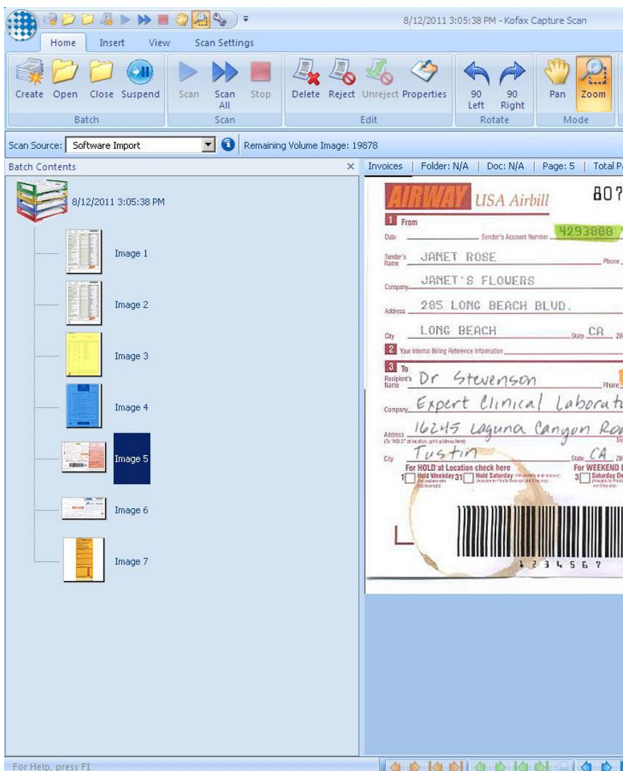 8/12/2011 3:05:38 PM - Kofax Capture Scan
Home Insert View Scan Settings
Create Open Close Suspend Scan Scan All Stop Delete Reject Unreject Properties 90 Left 90 Right Pan Zoom
Batch Scan Edit Rotate Mode
Scan Source: Software Import Remaining Volume Image: 19878
Batch Contents
Invoices | Folder: N/A | Doc: N/A | Page: 5 | Total P
8/12/2011 3:05:38 PM
Image 1
Image 2
Image 3
Image 4
Image 5
Image 6
Image 7
AIRWAY USA Airbill 807
1 From
Date Sender's Account Number 4293808
Sender's Name JANET ROSE Phone
Company JANET'S FLOWERS
Address 205 LONG BEACH BLVD.
City LONG BEACH State CA
2 Your Internal Billing Reference Information
3 To
Recipient's Name Dr Stevenson Phone
Company Expert Clinical Laborat
Address 16245 Laguna Canyon Roa
City Tustin State CA
For HOLD at Location check here For WEEKEND
1 Hold Weekday 31 Hold Saturday 3 Saturday De
1 2 3 4 5 6 7
For Help, press F1